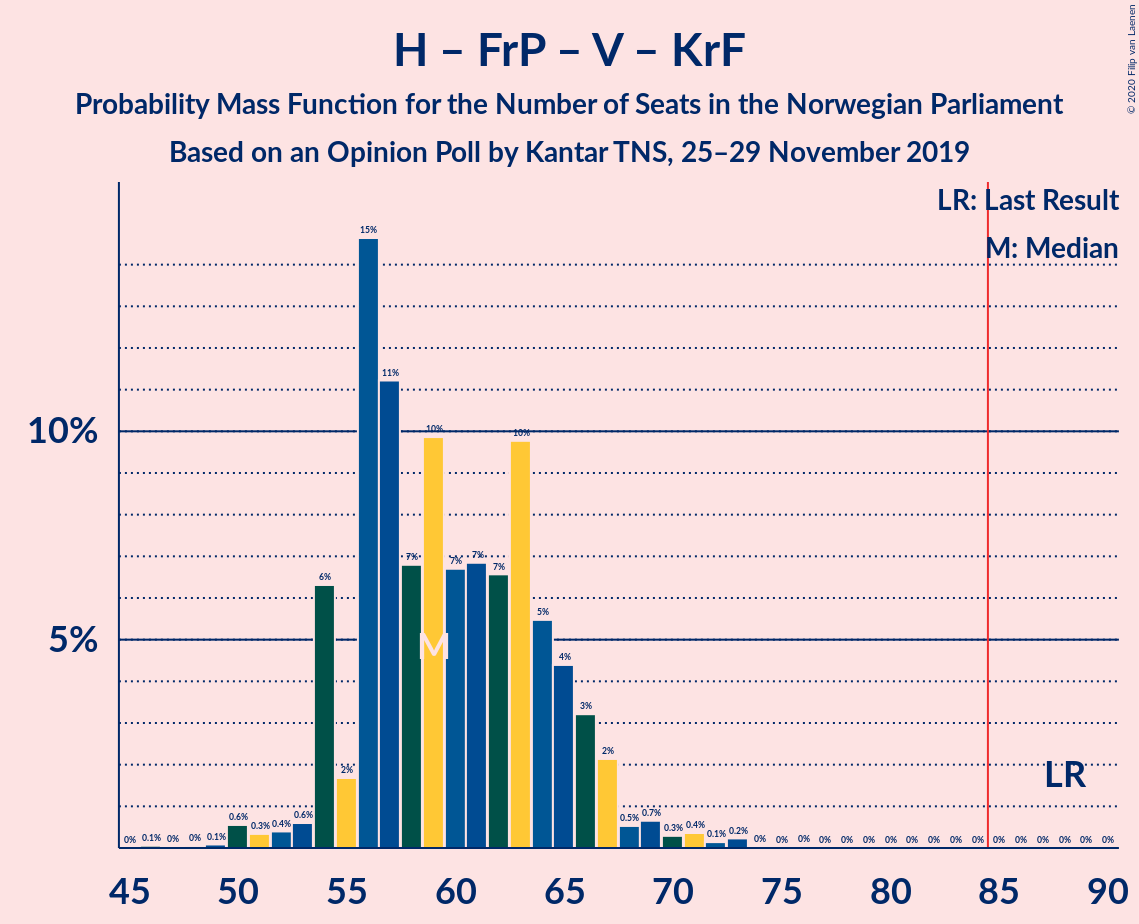 H – FrP – V – KrF
Probability Mass Function for the Number of Seats in the Norwegian Parliament
Based on an Opinion Poll by Kantar TNS, 25–29 November 2019
© 2020 Filip van Laenen
LR: Last Result
M: Median
10%
5%
0% 0.1% 0% 0% 0.1% 0.6% 0.3% 0.4% 0.6% 6% 2% 15% 11% 7% 10% 7% 7% 7% 10% 5% 4% 3% 2% 0.5% 0.7% 0.3% 0.4% 0.1% 0.2% 0% 0% 0% 0% 0% 0% 0% 0% 0% 0% 0% 0% 0% 0% 0% 0% 0%
M
LR
45 50 55 60 65 70 75 80 85 90